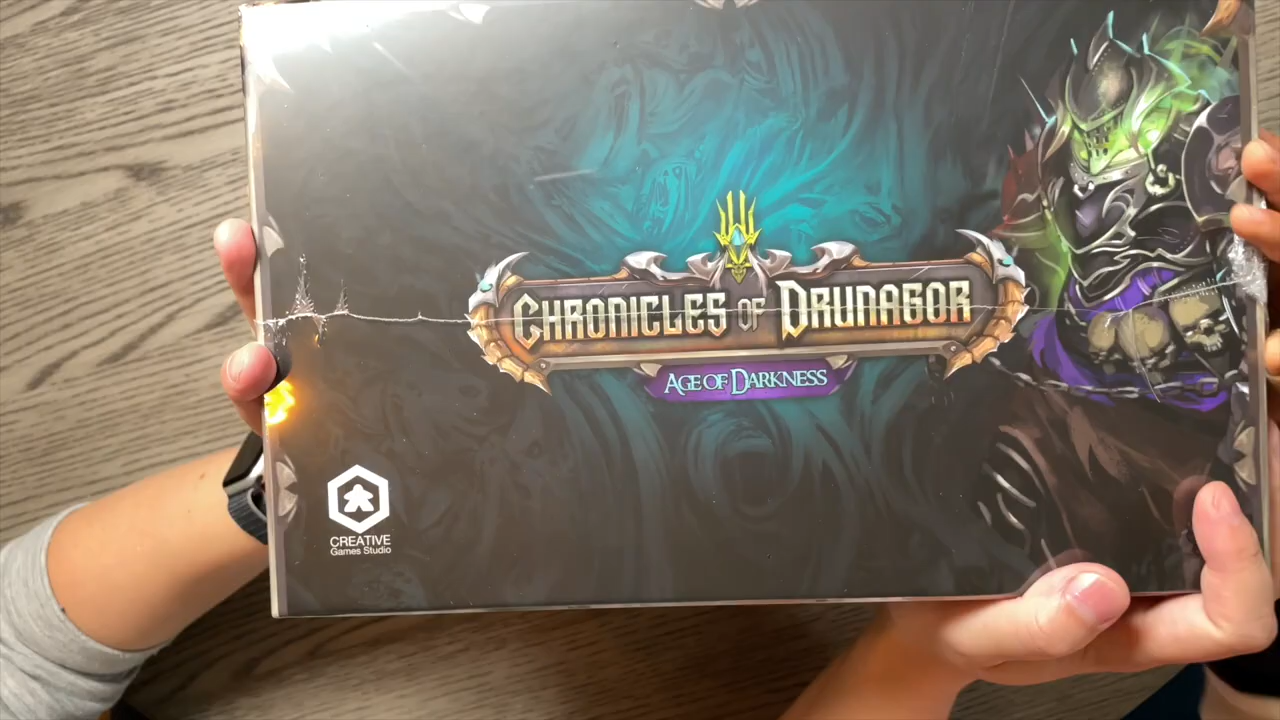 CHRONICLES OF DRUNAGOR
AGE OF DARKNESS
CREATIVE
Games Studio